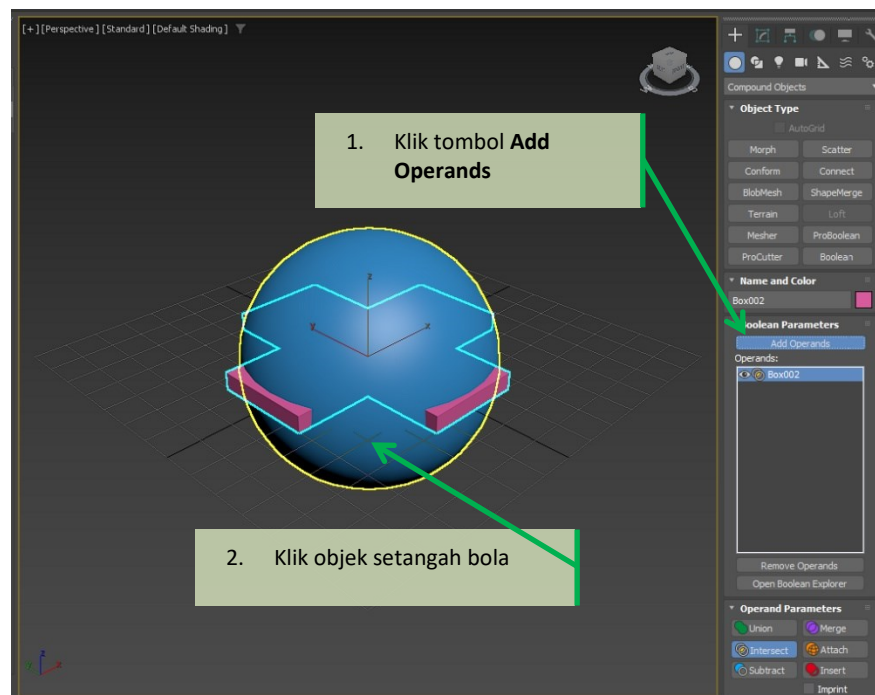 [+] [Perspective ] [Standard ] [Default Shading ]
1. Klik tombol Add
Operands
2. Klik objek setangah bola
z
y
x
z
x
Compound Objects
Object Type
AutoGrid
Morph Scatter
Conform Connect
BlobMesh ShapeMerge
Terrain Loft
Mesher ProBoolean
ProCutter Boolean
Name and Color
Box002
Boolean Parameters
Add Operands
Operands:
Box002
Remove Operands
Open Boolean Explorer
Operand Parameters
Union Merge
Intersect Attach
Subtract Insert
Imprint